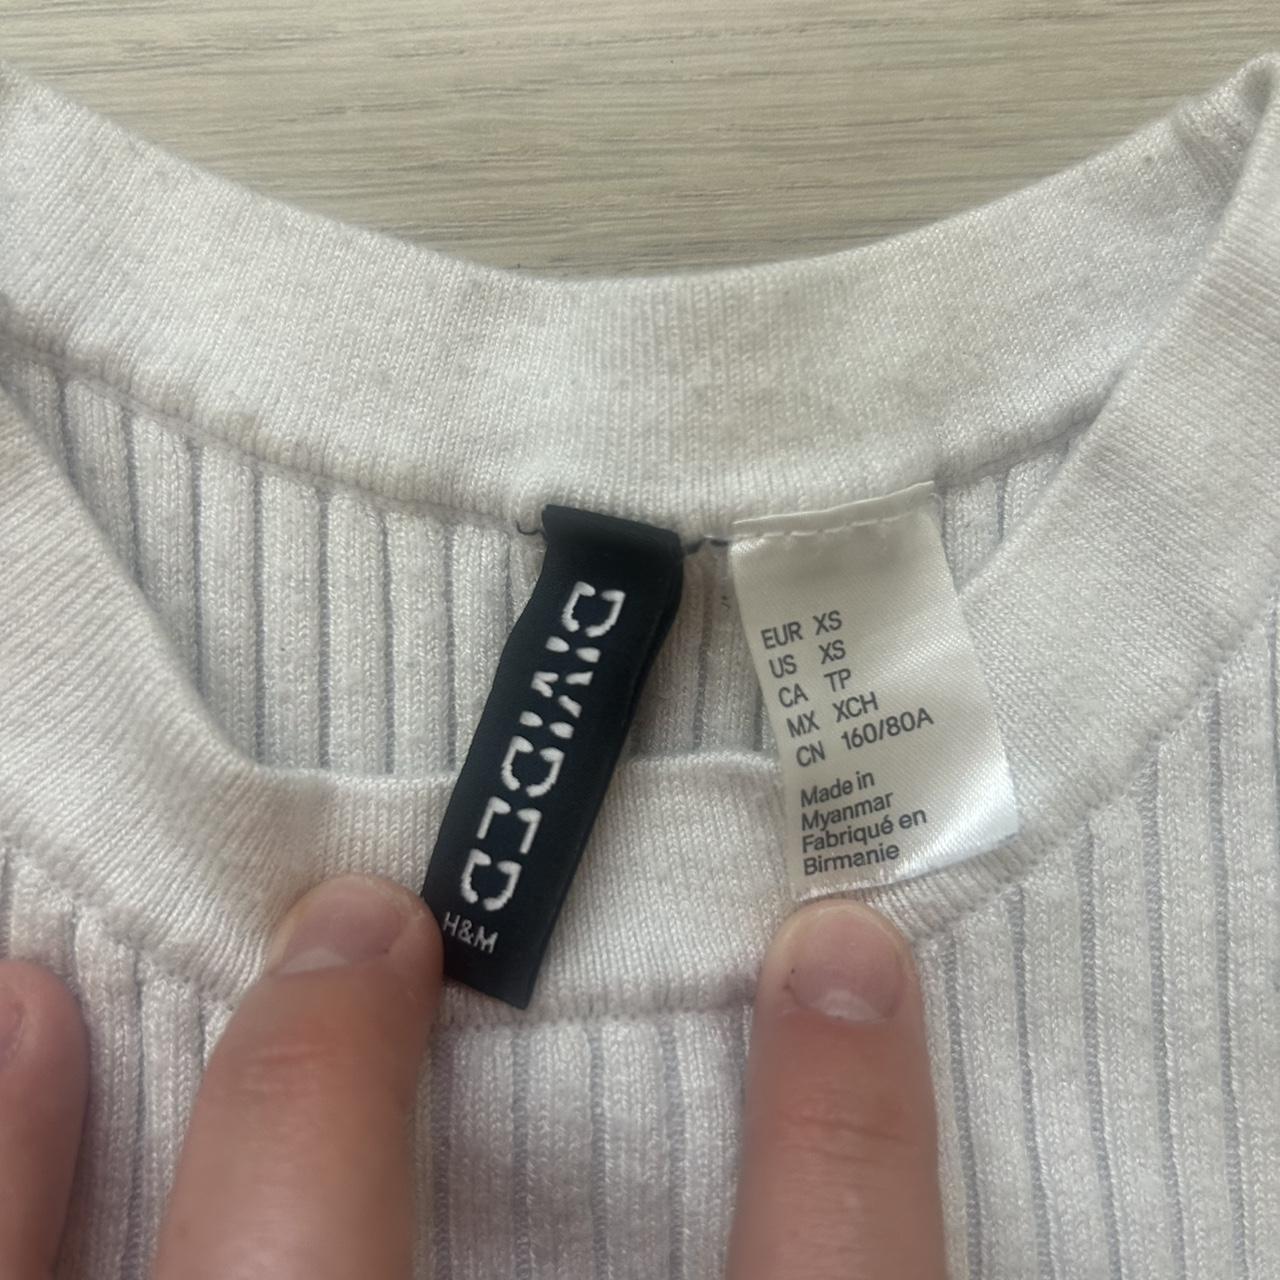 DIVIDED
H&M
EUR XS
US XS
CA TP
MX XCH
CN 160/80A
Made in
Myanmar
Fabriqué en
Birmanie